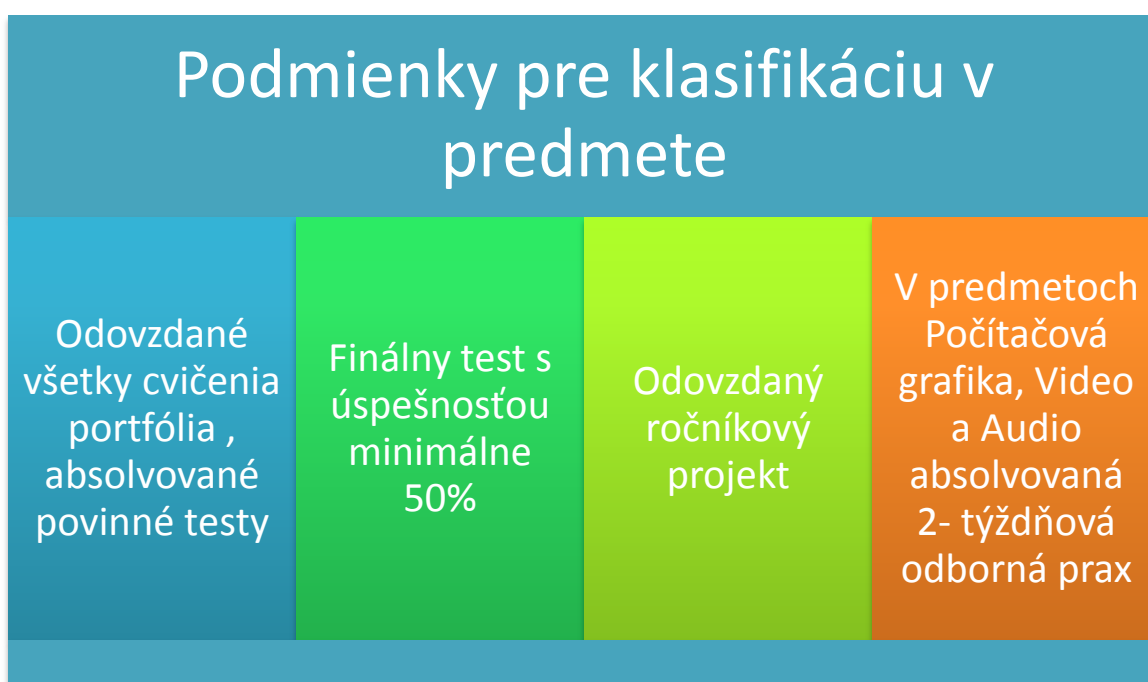 Podmienky pre klasifikáciu v
predmete
Odovzdané
všetky cvičenia
portfólia ,
absolvované
povinné testy
Finálny test s
úspešnosťou
minimálne
50%
Odovzdaný
ročníkový
projekt
V predmetoch
Počítačová
grafika, Video
a Audio
absolvovaná
2- týždňová
odborná prax